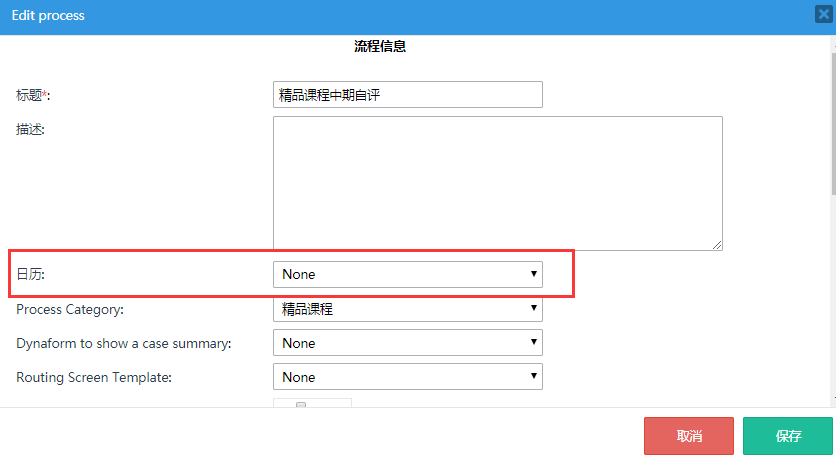 Edit process
流程信息
标题*:
精品课程中期自评
描述:
日历:
None
Process Category:
精品课程
Dynaform to show a case summary:
None
Routing Screen Template:
None
取消
保存